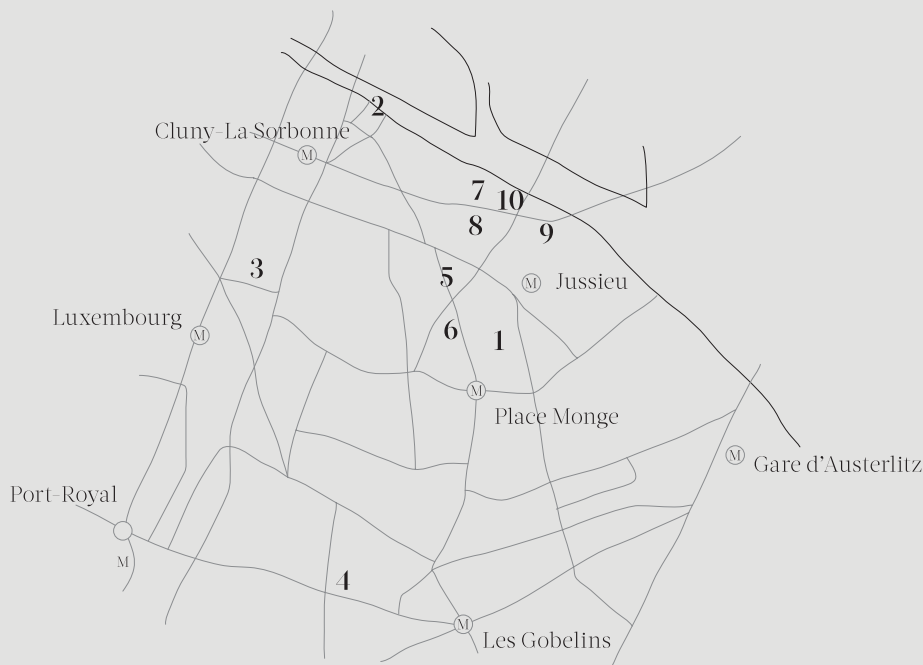 2
Cluny-La Sorbonne
M
7
10
8
9
3
5
M Jussieu
Luxembourg
M
6
1
M
Place Monge
M Gare d’Austerlitz
Port-Royal
M
4
M
Les Gobelins